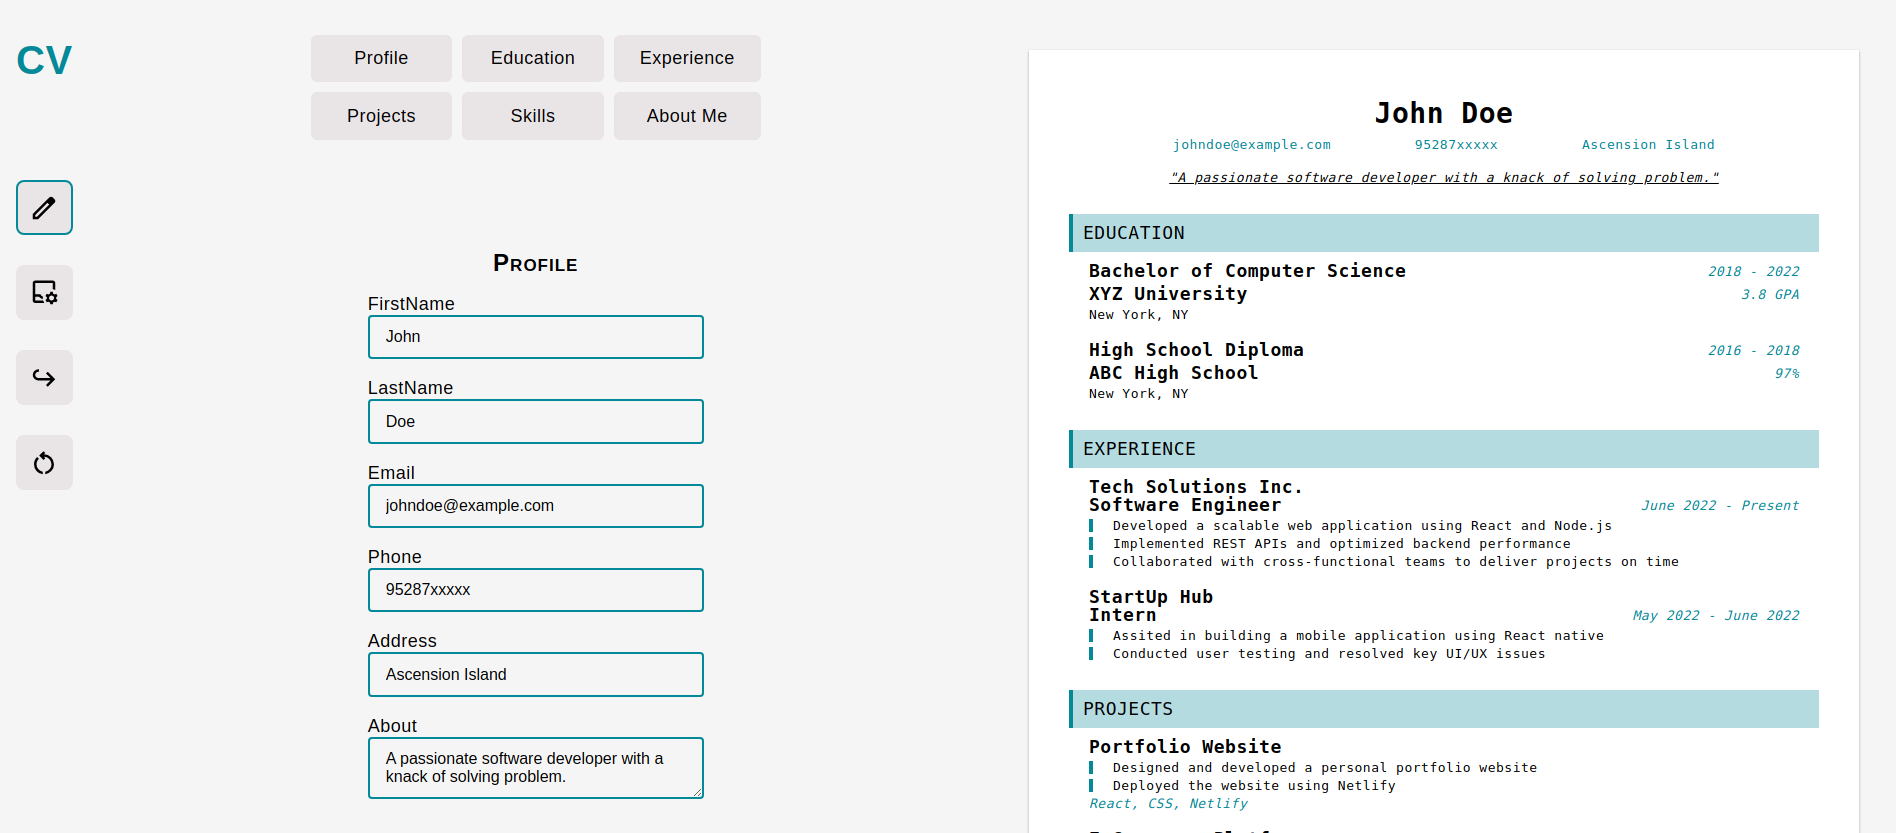 CV
Profile
Education
Experience
Projects
Skills
About Me
Profile
FirstName
John
LastName
Doe
Email
johndoe@example.com
Phone
95287xxxxx
Address
Ascension Island
About
A passionate software developer with a
knack of solving problem.
John Doe
johndoe@example.com 95287xxxxx Ascension Island
"A passionate software developer with a knack of solving problem."
EDUCATION
Bachelor of Computer Science 2018 - 2022
XYZ University 3.8 GPA
New York, NY
High School Diploma 2016 - 2018
ABC High School 97%
New York, NY
EXPERIENCE
Tech Solutions Inc.
Software Engineer June 2022 - Present
Developed a scalable web application using React and Node.js
Implemented REST APIs and optimized backend performance
Collaborated with cross-functional teams to deliver projects on time
StartUp Hub
Intern May 2022 - June 2022
Assited in building a mobile application using React native
Conducted user testing and resolved key UI/UX issues
PROJECTS
Portfolio Website
Designed and developed a personal portfolio website
Deployed the website using Netlify
React, CSS, Netlify